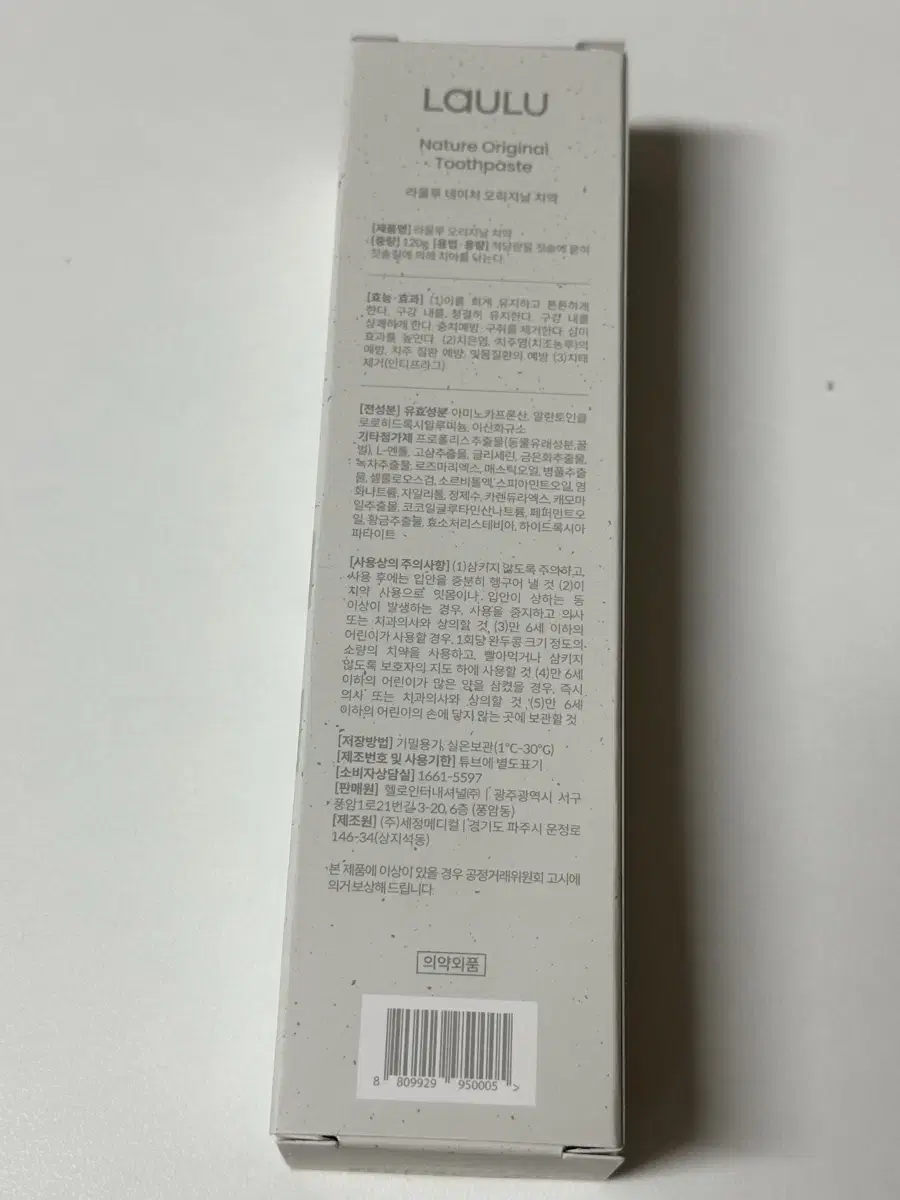 LaULU
Nature Original
Toothpaste
라울루 네이처 오리지날 치약
[제품명] 라울루 오리지날 치약
[중량] 120g [용법·용량] 적당량을 칫솔에 묻혀
칫솔질에 의해 치아를 닦는다.
[효능·효과] (1)이를 희게 유지하고 튼튼하게
한다. 구강 내를 청결히 유지한다. 구강 내를
상쾌하게 한다. 충치예방. 구취를 제거한다. 심미
효과를 높인다. (2)치은염, 치주염(치조농루)의
예방, 치주 질환 예방, 잇몸질환의 예방 (3)치태
제거(안티프라그)
[전성분] 유효성분 아미노카프론산, 알란토인클
로로히드록시알루미늄, 이산화규소
기타첨가제 프로폴리스추출물(동물유래성분,꿀
벌), L-멘톨, 고삼추출물, 글리세린, 금은화추출물,
녹차추출물, 로즈마리엑스, 매스틱오일, 병풀추출
물, 셀룰로오스검, 소르비톨액, 스피아민트오일, 염
화나트륨, 자일리톨, 정제수, 카렌듀라엑스, 캐모마
일추출물, 코코일글루타민산나트륨, 페퍼민트오
일, 황금추출물, 효소처리스테비아, 하이드록시아
파타이트
[사용상의 주의사항] (1)삼키지 않도록 주의하고,
사용 후에는 입안을 충분히 헹구어 낼 것 (2)이
치약 사용으로 잇몸이나 입안이 상하는 등
이상이 발생하는 경우, 사용을 중지하고 의사
또는 치과의사와 상의할 것 (3)만 6세 이하의
어린이가 사용할 경우, 1회당 완두콩 크기 정도의
소량의 치약을 사용하고, 빨아먹거나 삼키지
않도록 보호자의 지도 하에 사용할 것 (4)만 6세
이하의 어린이가 많은 양을 삼켰을 경우, 즉시
의사 또는 치과의사와 상의할 것 (5)만 6세
이하의 어린이의 손에 닿지 않는 곳에 보관할 것
[저장방법] 기밀용기, 실온보관(1℃-30℃)
[제조번호 및 사용기한] 튜브에 별도표기
[소비자상담실] 1661-5597
[판매원] 헬로인터내셔널㈜ | 광주광역시 서구
풍암1로21번길 3-20, 6층 (풍암동)
[제조원] (주)세정메디컬 | 경기도 파주시 운정로
146-34(상지석동)
본 제품에 이상이 있을 경우 공정거래위원회 고시에
의거 보상해 드립니다.
의약외품
8 809929 950005 >